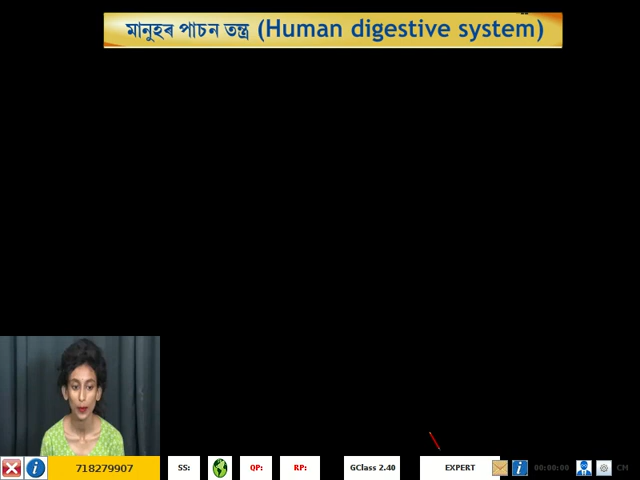 মানুহৰ পাচন তন্ত্ৰ (Human digestive system)
718279907
SS:
QP:
RP:
GClass 2.40
EXPERT
00:00:00
CM